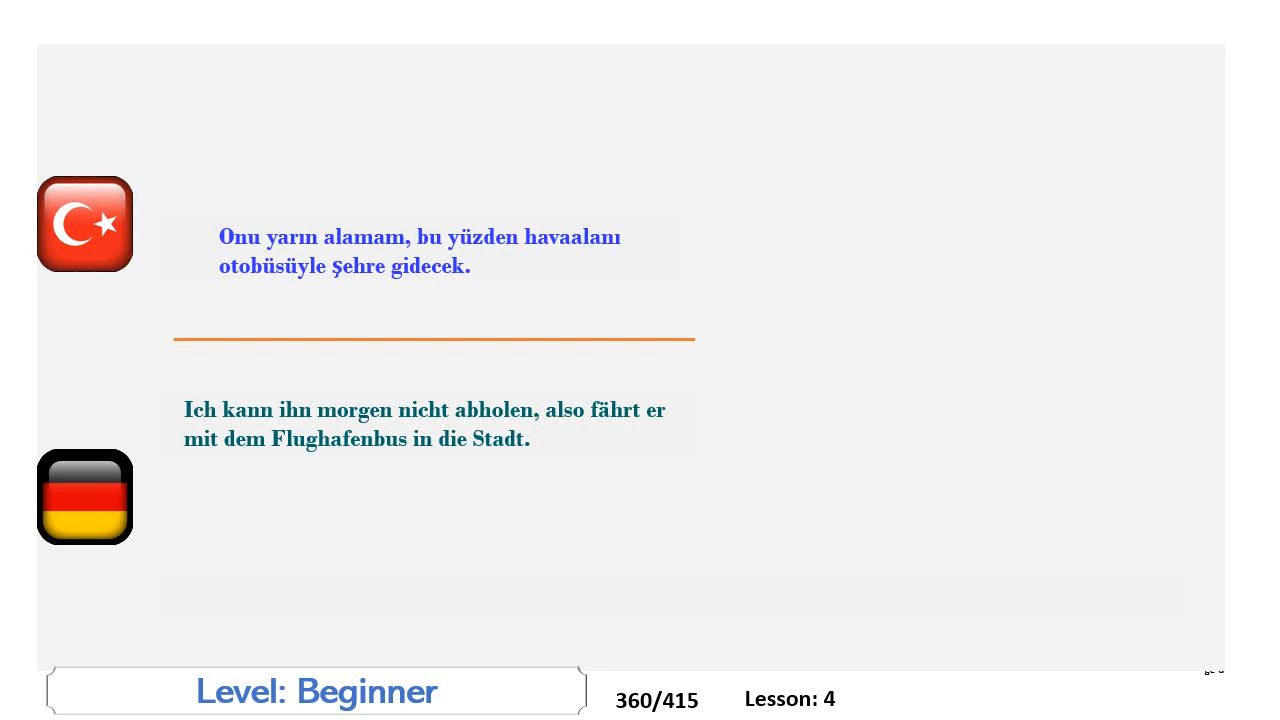 Onu yarın alamam, bu yüzden havaalanı
otobüsüyle şehre gidecek.
Ich kann ihn morgen nicht abholen, also fährt er
mit dem Flughafenbus in die Stadt.
Level: Beginner
360/415
Lesson: 4